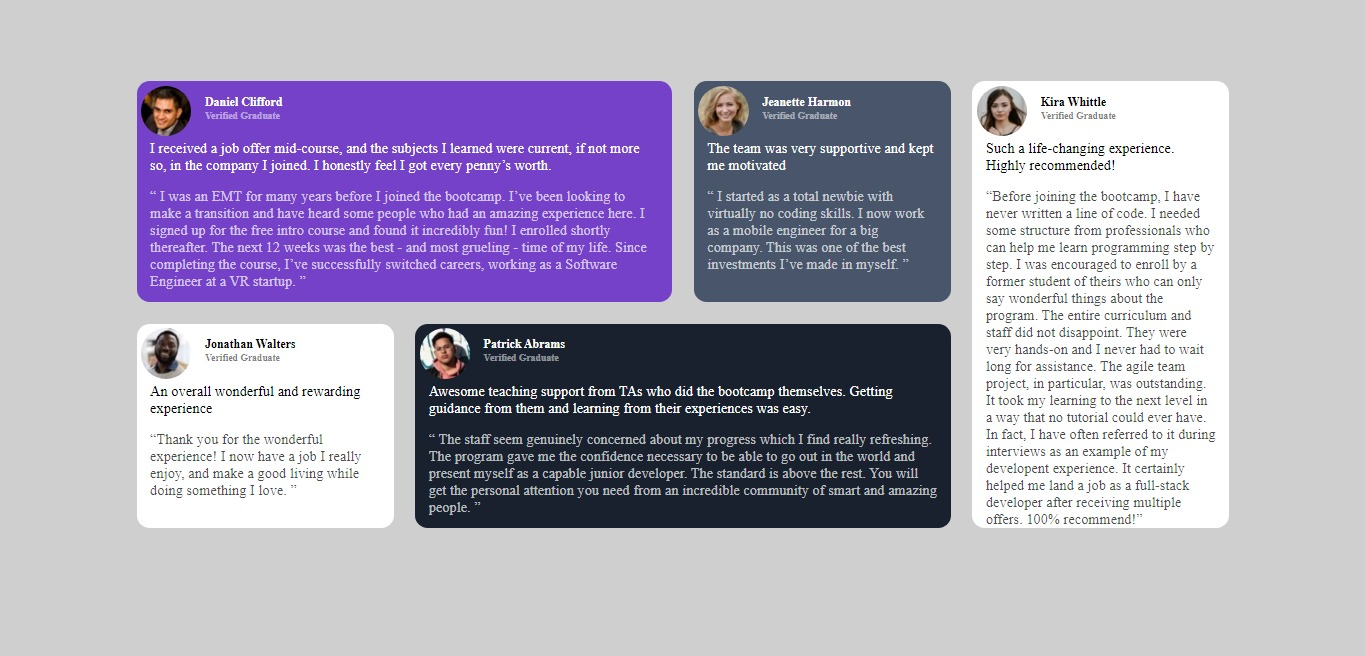 Daniel Clifford
Verified Graduate
I received a job offer mid-course, and the subjects I learned were current, if not more
so, in the company I joined. I honestly feel I got every penny’s worth.
“ I was an EMT for many years before I joined the bootcamp. I’ve been looking to
make a transition and have heard some people who had an amazing experience here. I
signed up for the free intro course and found it incredibly fun! I enrolled shortly
thereafter. The next 12 weeks was the best - and most grueling - time of my life. Since
completing the course, I’ve successfully switched careers, working as a Software
Engineer at a VR startup. ”
Jeanette Harmon
Verified Graduate
The team was very supportive and kept
me motivated
“ I started as a total newbie with
virtually no coding skills. I now work
as a mobile engineer for a big
company. This was one of the best
investments I’ve made in myself. ”
Kira Whittle
Verified Graduate
Such a life-changing experience.
Highly recommended!
“Before joining the bootcamp, I have
never written a line of code. I needed
some structure from professionals who
can help me learn programming step by
step. I was encouraged to enroll by a
former student of theirs who can only
say wonderful things about the
program. The entire curriculum and
staff did not disappoint. They were
very hands-on and I never had to wait
long for assistance. The agile team
project, in particular, was outstanding.
It took my learning to the next level in
a way that no tutorial could ever have.
In fact, I have often referred to it during
interviews as an example of my
developent experience. It certainly
helped me land a job as a full-stack
developer after receiving multiple
offers. 100% recommend!”
Jonathan Walters
Verified Graduate
An overall wonderful and rewarding
experience
“Thank you for the wonderful
experience! I now have a job I really
enjoy, and make a good living while
doing something I love. ”
Patrick Abrams
Verified Graduate
Awesome teaching support from TAs who did the bootcamp themselves. Getting
guidance from them and learning from their experiences was easy.
“ The staff seem genuinely concerned about my progress which I find really refreshing.
The program gave me the confidence necessary to be able to go out in the world and
present myself as a capable junior developer. The standard is above the rest. You will
get the personal attention you need from an incredible community of smart and amazing
people. ”